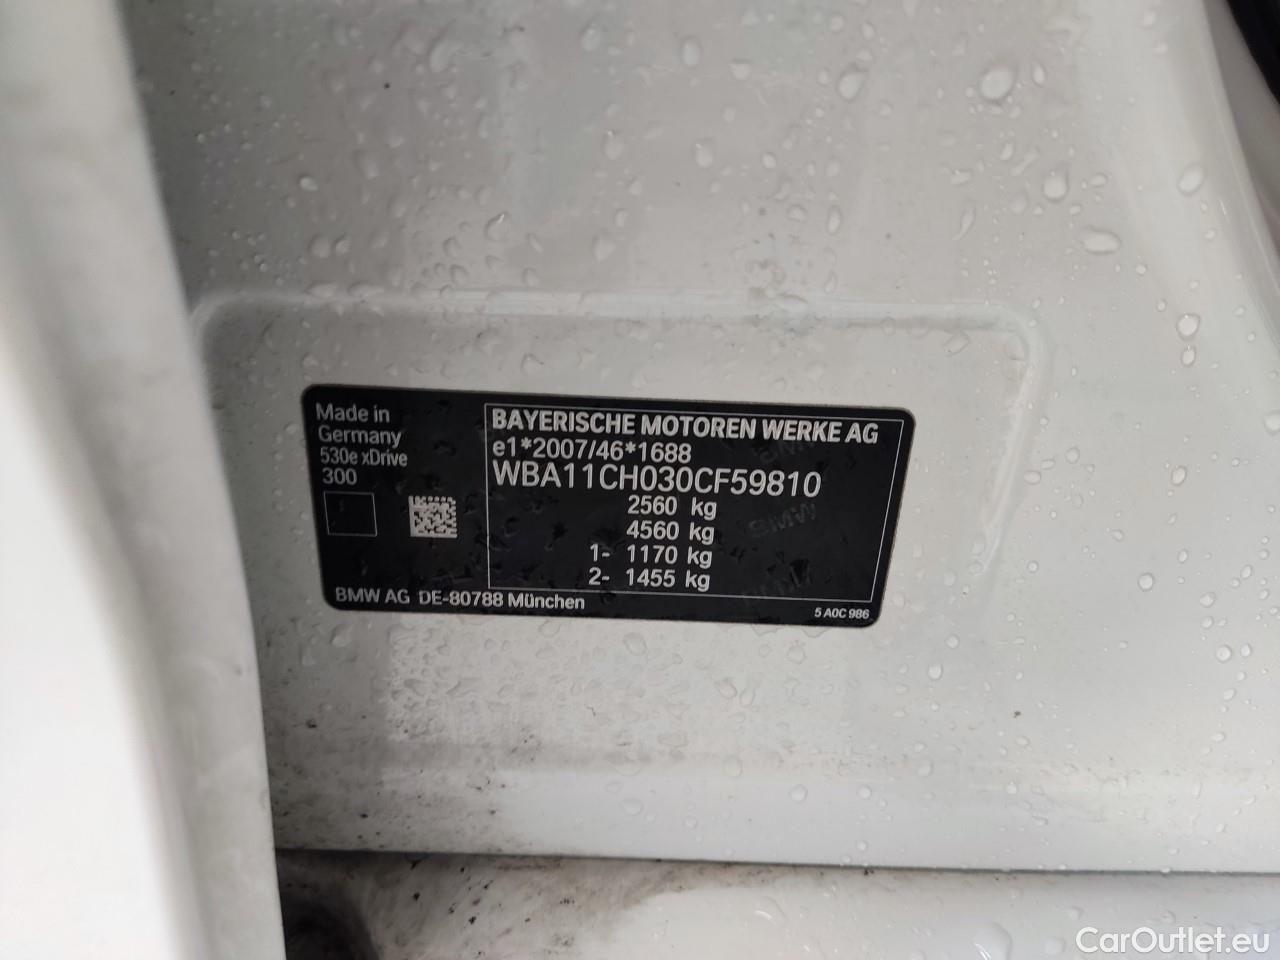 Made in
Germany
530e xDrive
300
BAYERISCHE MOTOREN WERKE AG
e1*2007/46*1688
WBA11CH030CF59810
2560 kg
4560 kg
1- 1170 kg
2- 1455 kg
BMW AG DE-80788 München
5 A0C 986
CarOutlet.eu